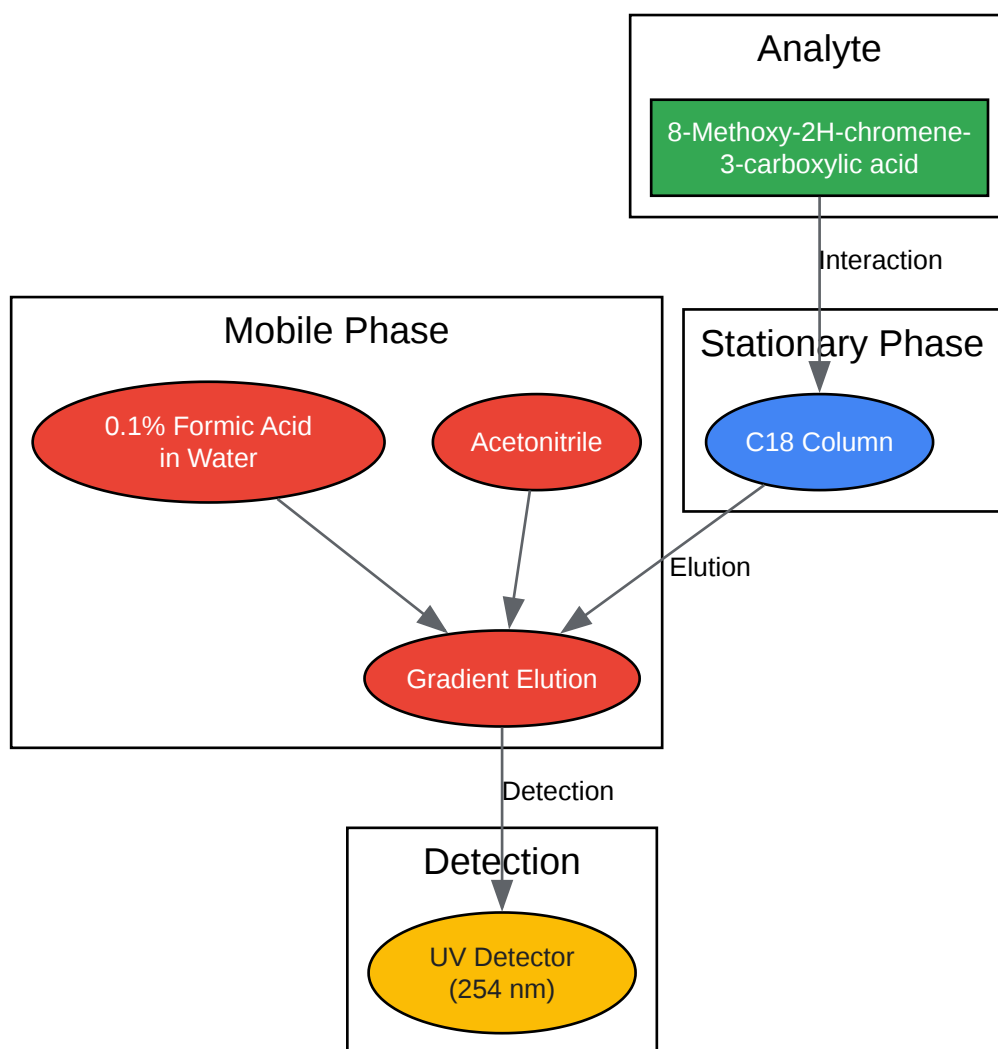 Analyte
8-Methoxy-2H-chromene-
3-carboxylic acid
Interaction
Mobile Phase
Stationary Phase
0.1% Formic Acid
in Water
Acetonitrile
C18 Column
Elution
Gradient Elution
Detection
Detection
UV Detector
(254 nm)